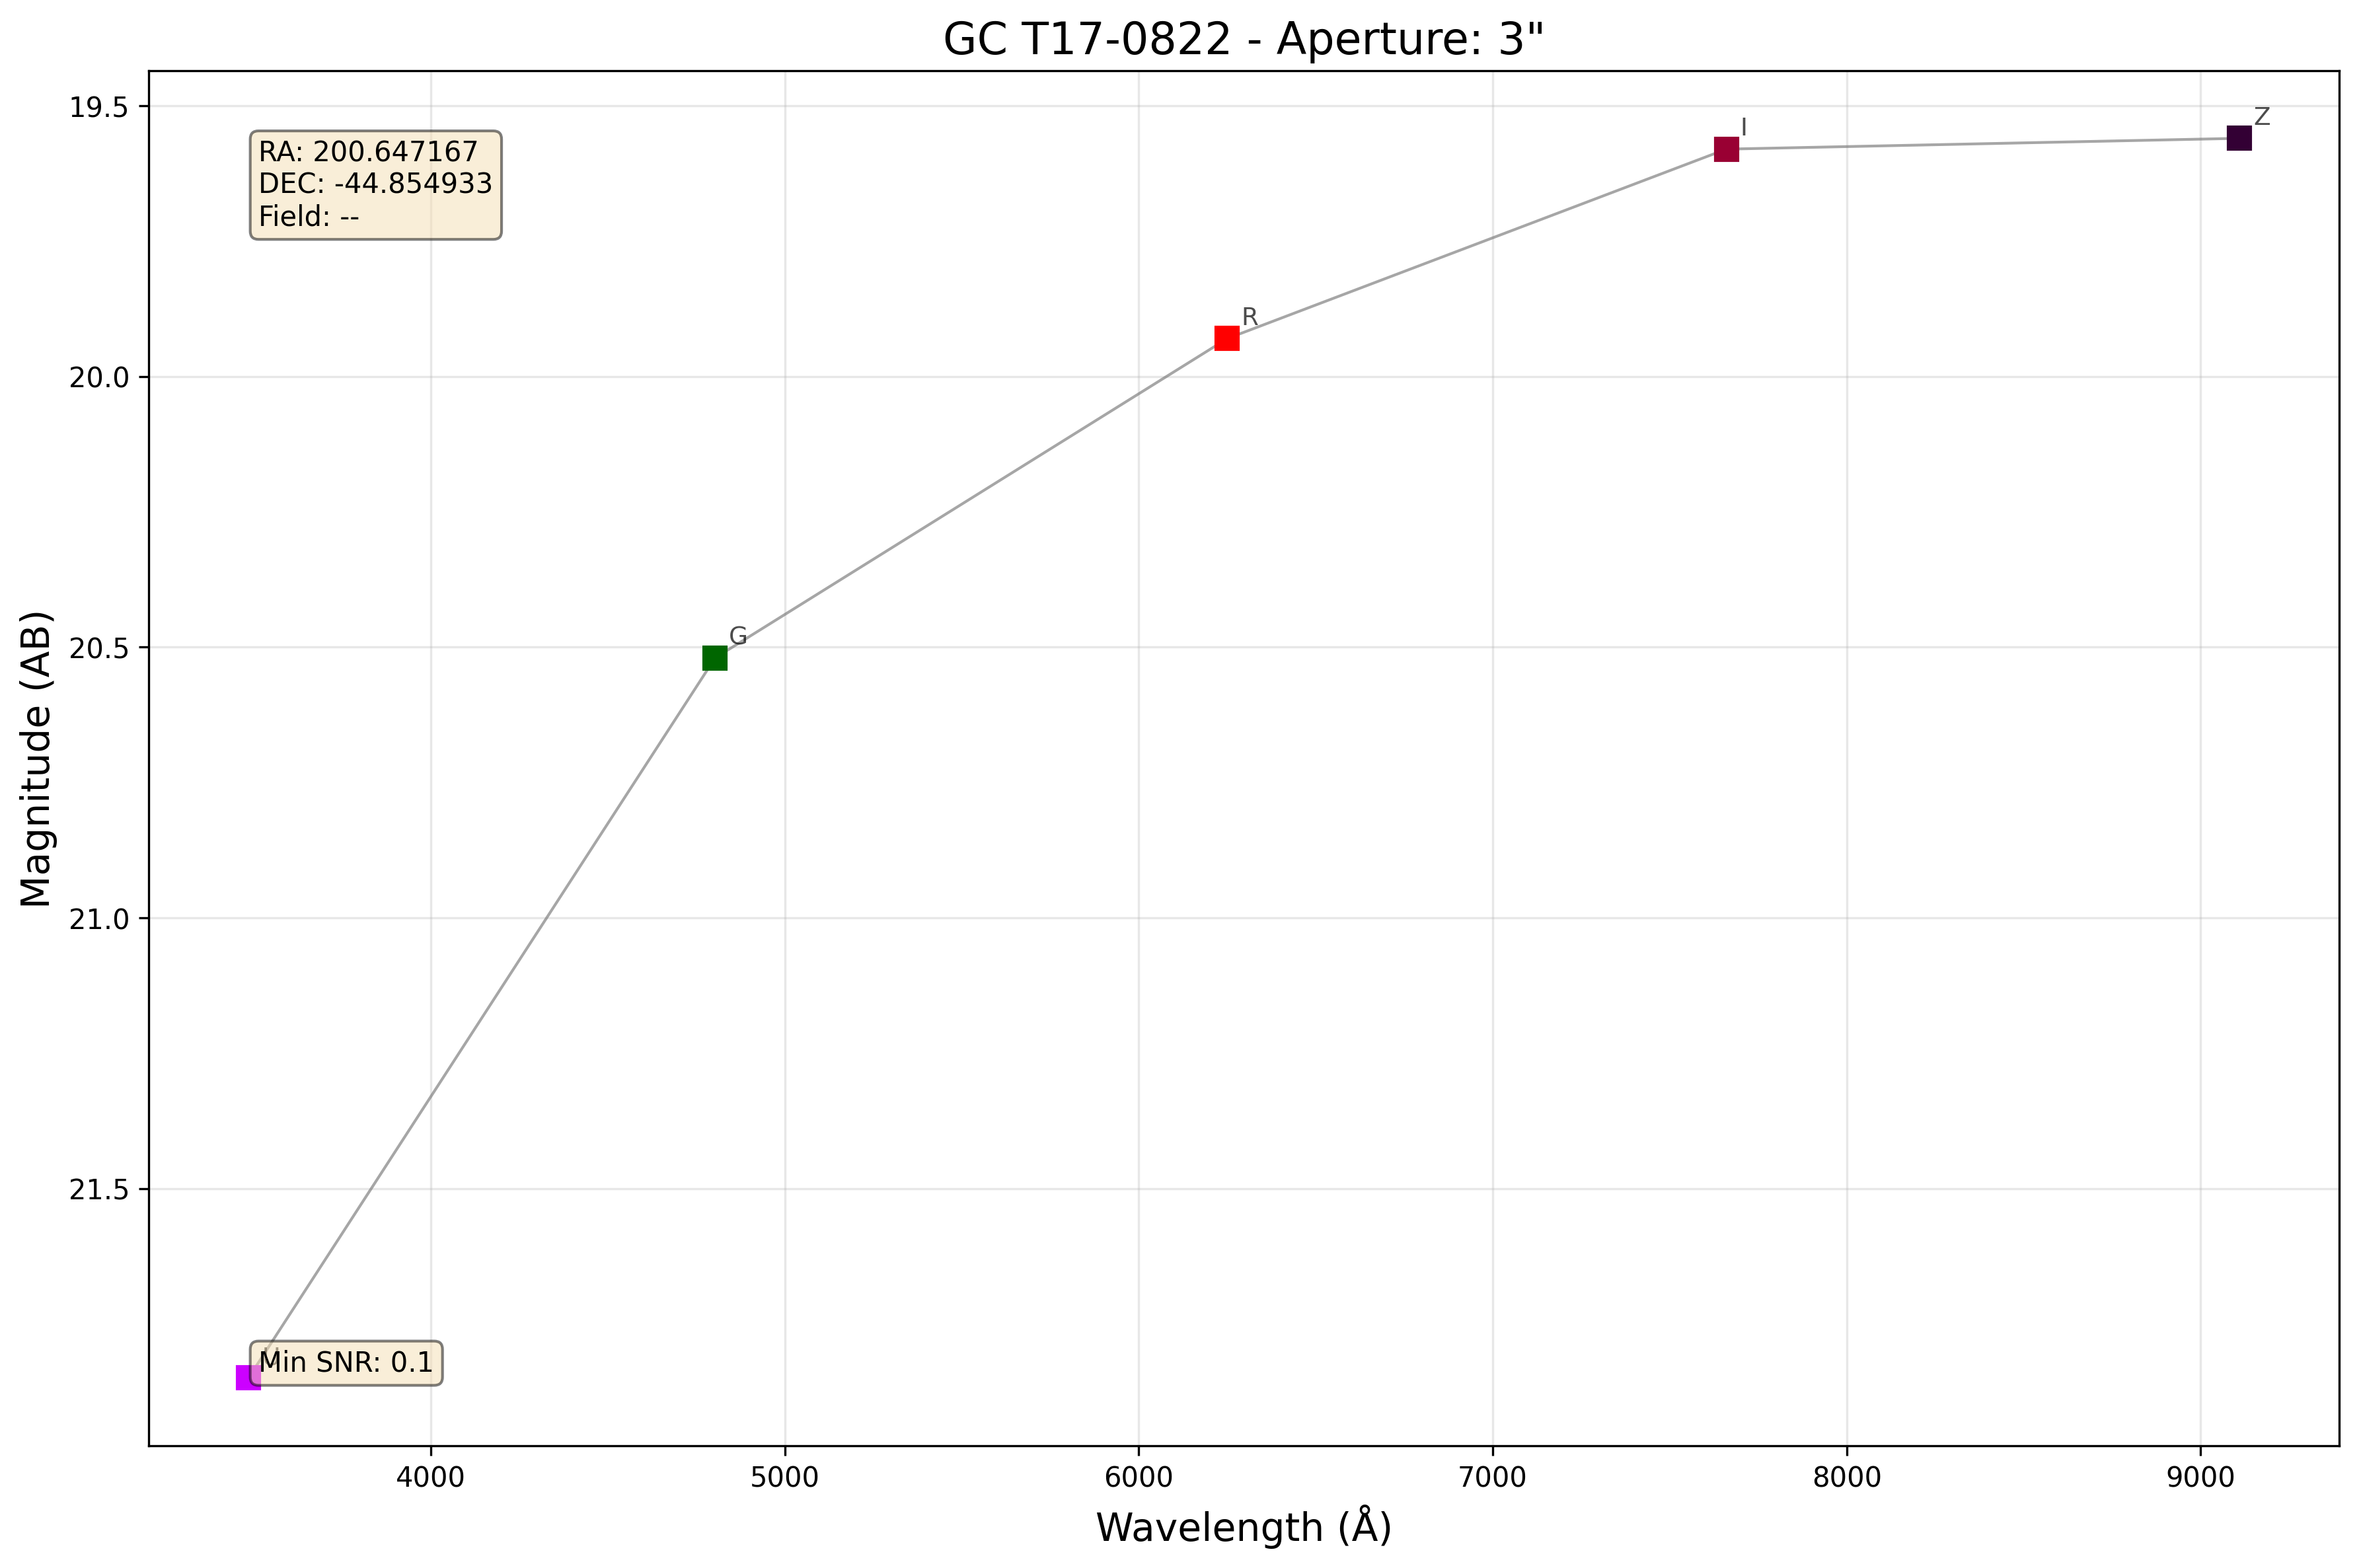 GC T17-0822 - Aperture: 3"
RA: 200.647167
DEC: -44.854933
Field: --
Z
I
R
G
Min SNR: 0.1
19.5
20.0
20.5
21.0
21.5
Magnitude (AB)
4000
5000
6000
7000
8000
9000
Wavelength (Å)